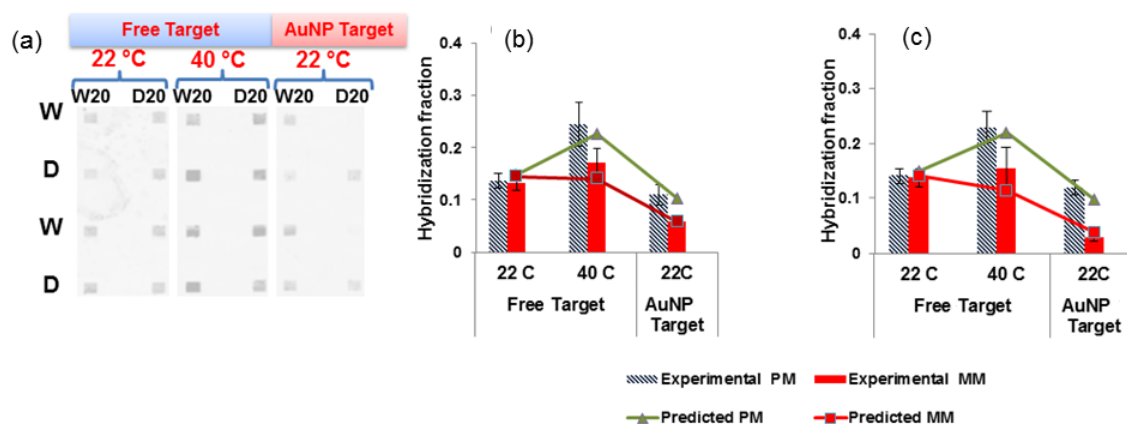 (a)
Free Target AuNP Target
22 °C 40 °C 22 °C
W20 D20 W20 D20 W20 D20
W
D
W
D
(b)
Hybridization fraction
0.4
0.3
0.2
0.1
0
22 C 40 C 22C
Free Target AuNP
Target
(c)
Hybridization fraction
0.4
0.3
0.2
0.1
0
22 C 40 C 22C
Free Target AuNP
Target
Experimental PM Experimental MM
Predicted PM Predicted MM